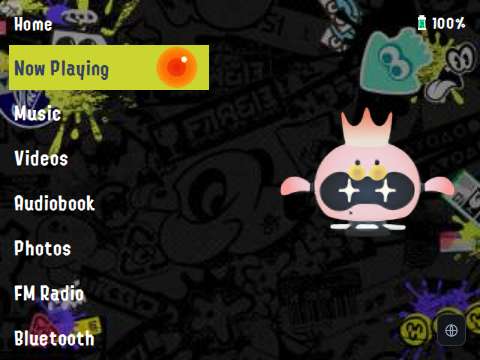 Home
100%
Now Playing
Music
Videos
Audiobook
Photos
FM Radio
Bluetooth